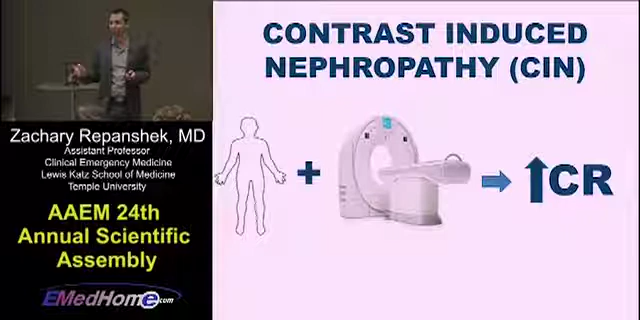 CONTRAST INDUCED
NEPHROPATHY (CIN)
+
CR
Zachary Repanshek, MD
Assistant Professor
Clinical Emergency Medicine
Lewis Katz School of Medicine
Temple University
AAEM 24th
Annual Scientific
Assembly
EMedHome.com